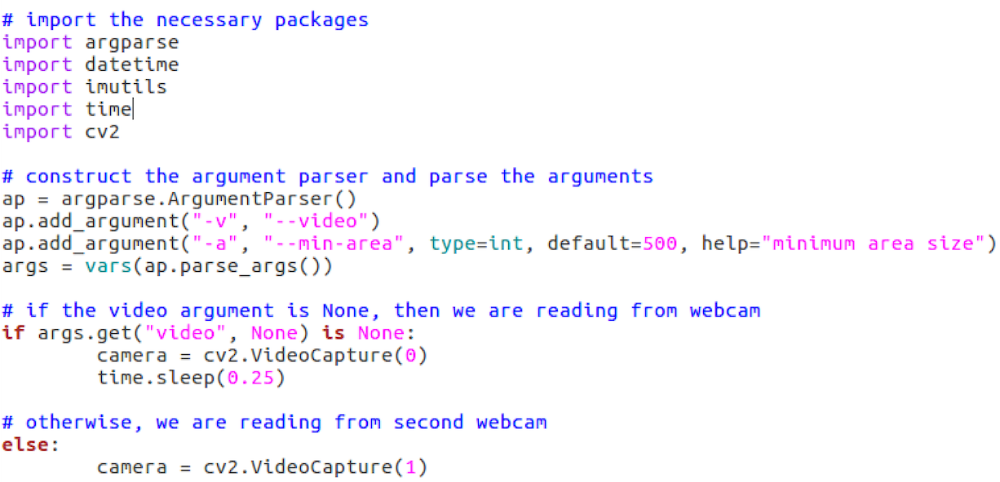 # import the necessary packages
import argparse
import datetime
import imutils
import time
import cv2

# construct the argument parser and parse the arguments
ap = argparse.ArgumentParser()
ap.add_argument("-v", "--video")
ap.add_argument("-a", "--min-area", type=int, default=500, help="minimum area size")
args = vars(ap.parse_args())

# if the video argument is None, then we are reading from webcam
if args.get("video", None) is None:
        camera = cv2.VideoCapture(0)
        time.sleep(0.25)

# otherwise, we are reading from second webcam
else:
        camera = cv2.VideoCapture(1)